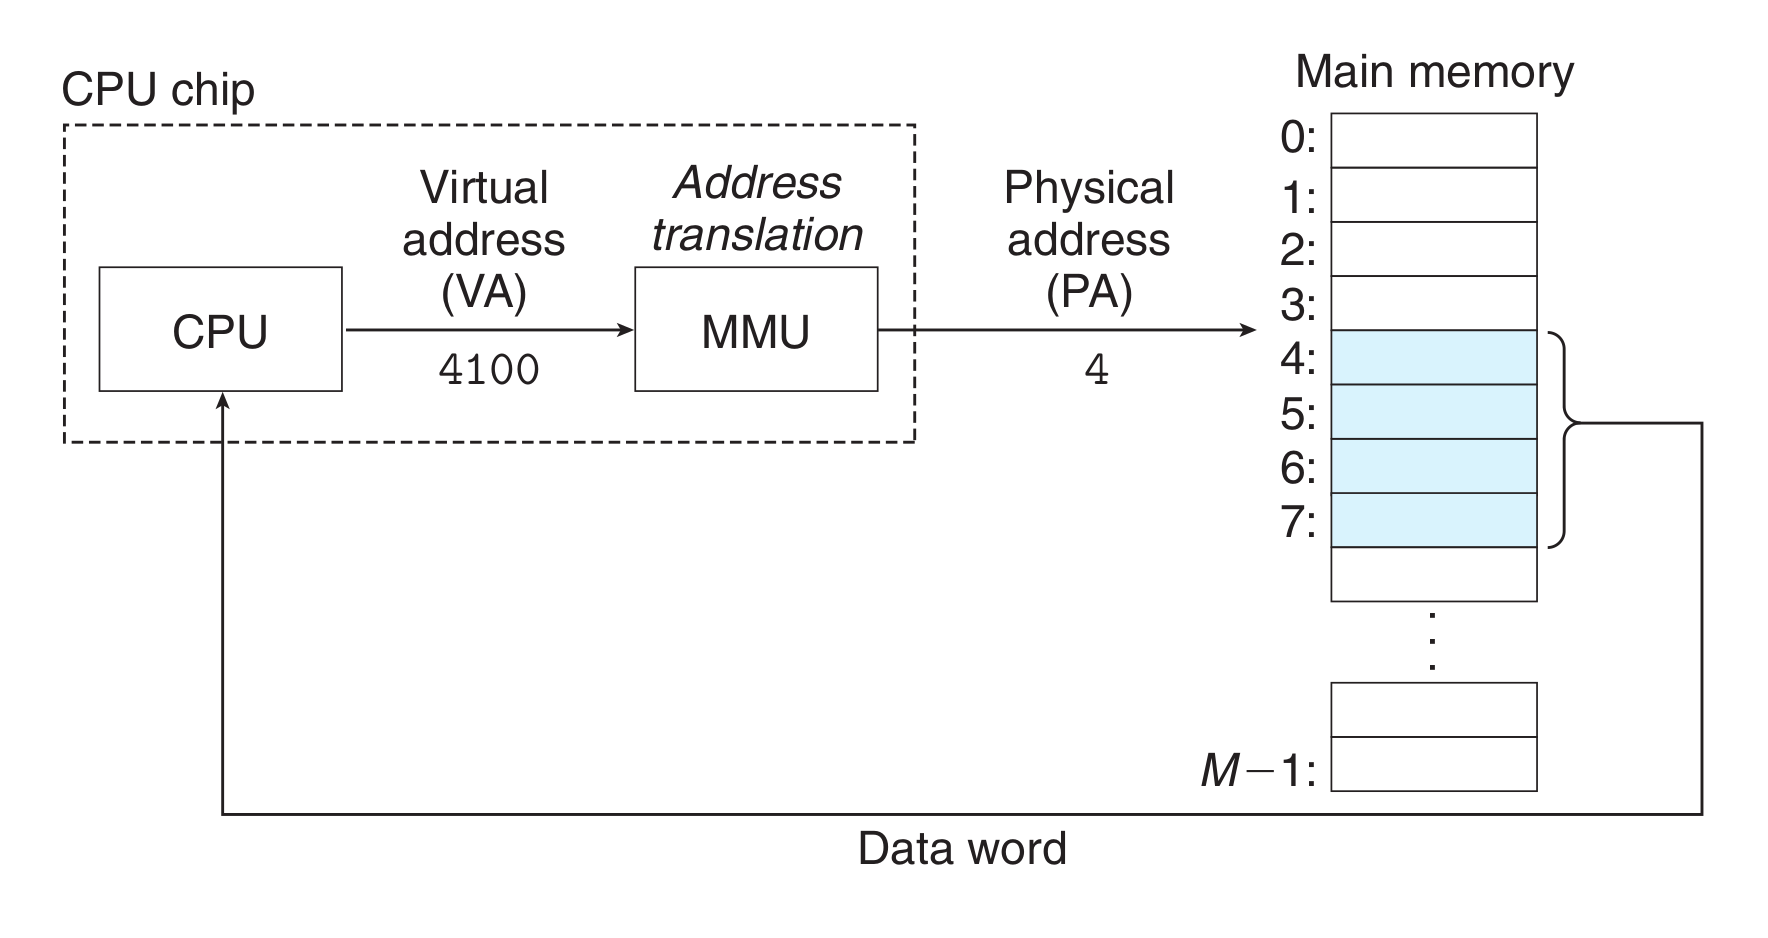 CPU chip
Main memory
Virtual
address
(VA)
4100
Address
translation
CPU
MMU
Physical
address
(PA)
4
0:
1:
2:
3:
4:
5:
6:
7:
.
.
.
M−1:
Data word